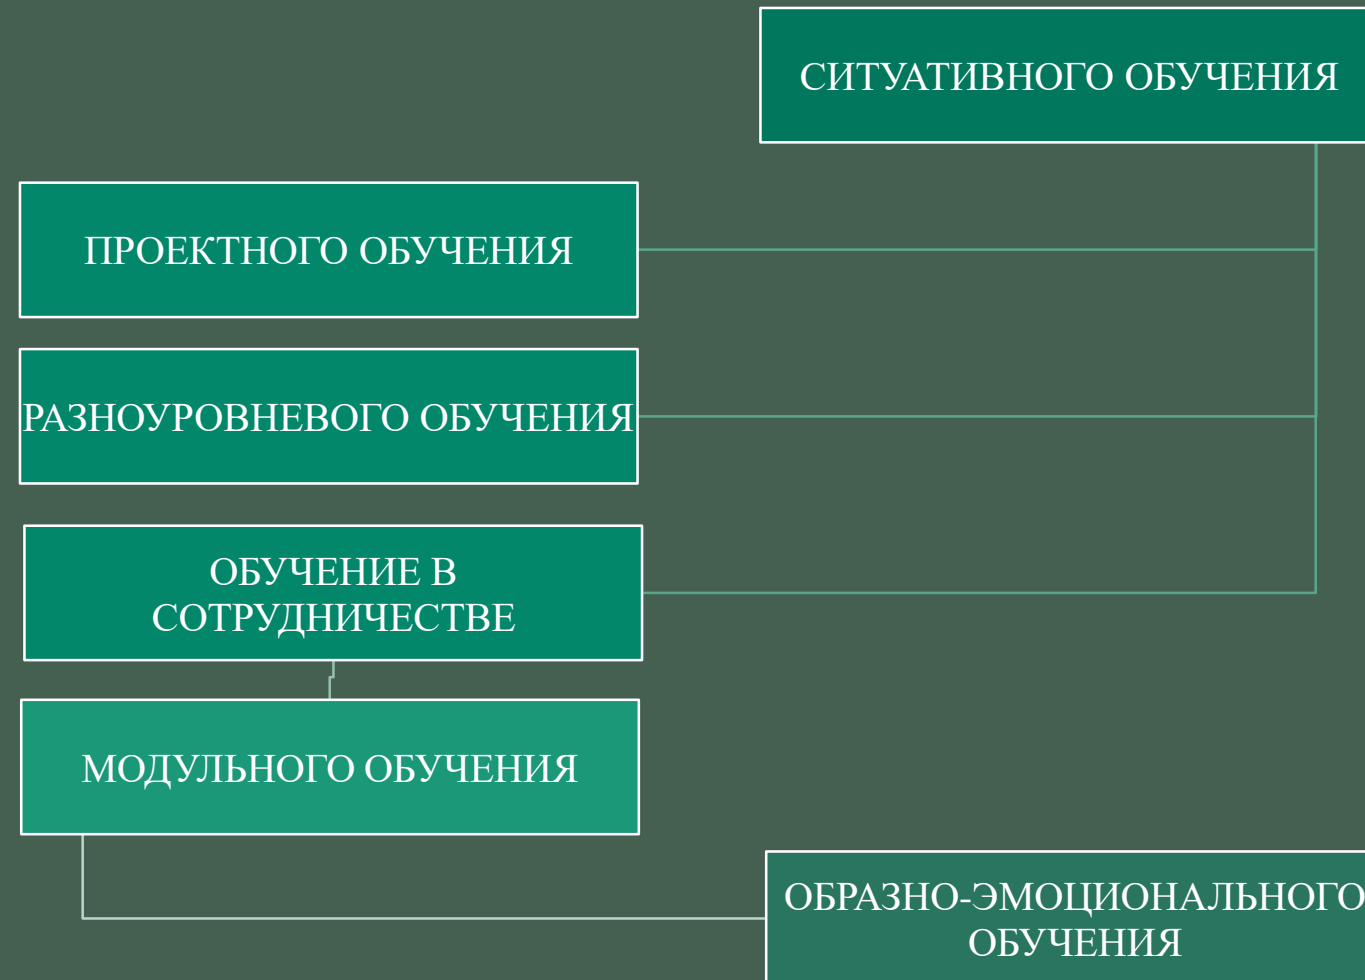 СИТУАТИВНОГО ОБУЧЕНИЯ
ПРОЕКТНОГО ОБУЧЕНИЯ
РАЗНОУРОВНЕВОГО ОБУЧЕНИЯ
ОБУЧЕНИЕ В
СОТРУДНИЧЕСТВЕ
МОДУЛЬНОГО ОБУЧЕНИЯ
ОБРАЗНО-ЭМОЦИОНАЛЬНОГО
ОБУЧЕНИЯ